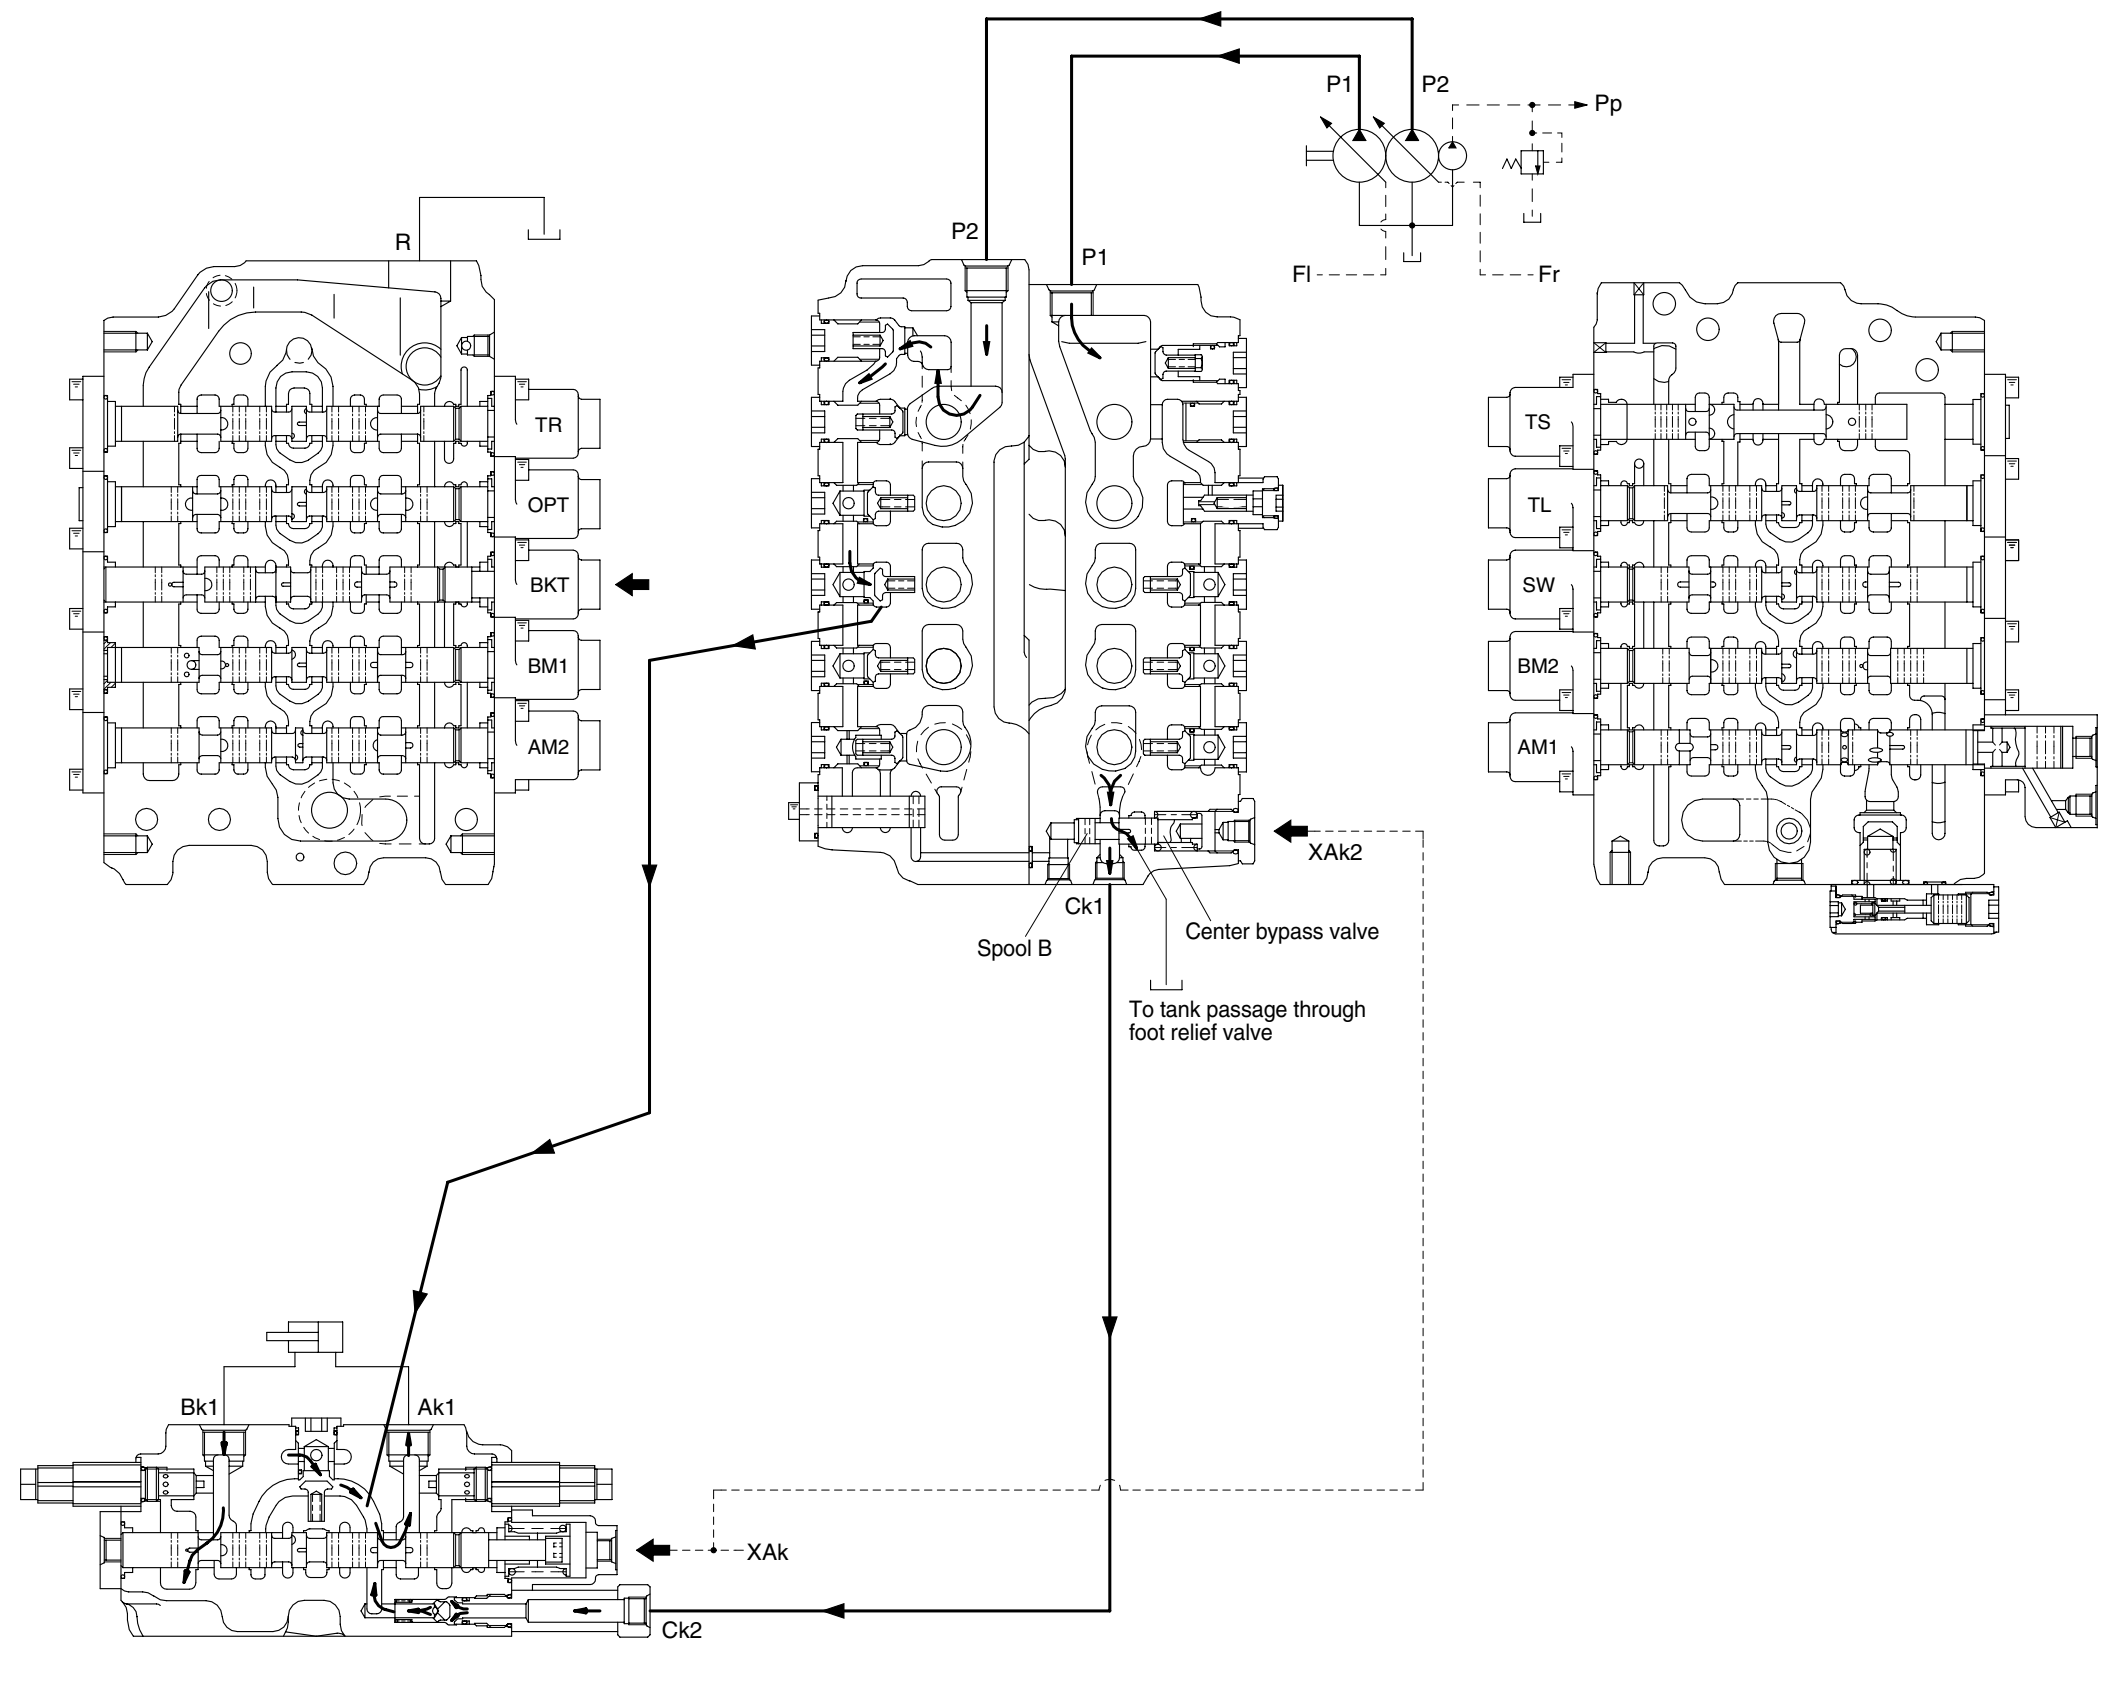 P1
P2
Pp
R
P2
P1
Fl
Fr
TR
OPT
BKT
BM1
AM2
TS
TL
SW
BM2
AM1
XAk2
Ck1
Center bypass valve
Spool B
To tank passage through
foot relief valve
Bk1
Ak1
XAk
Ck2